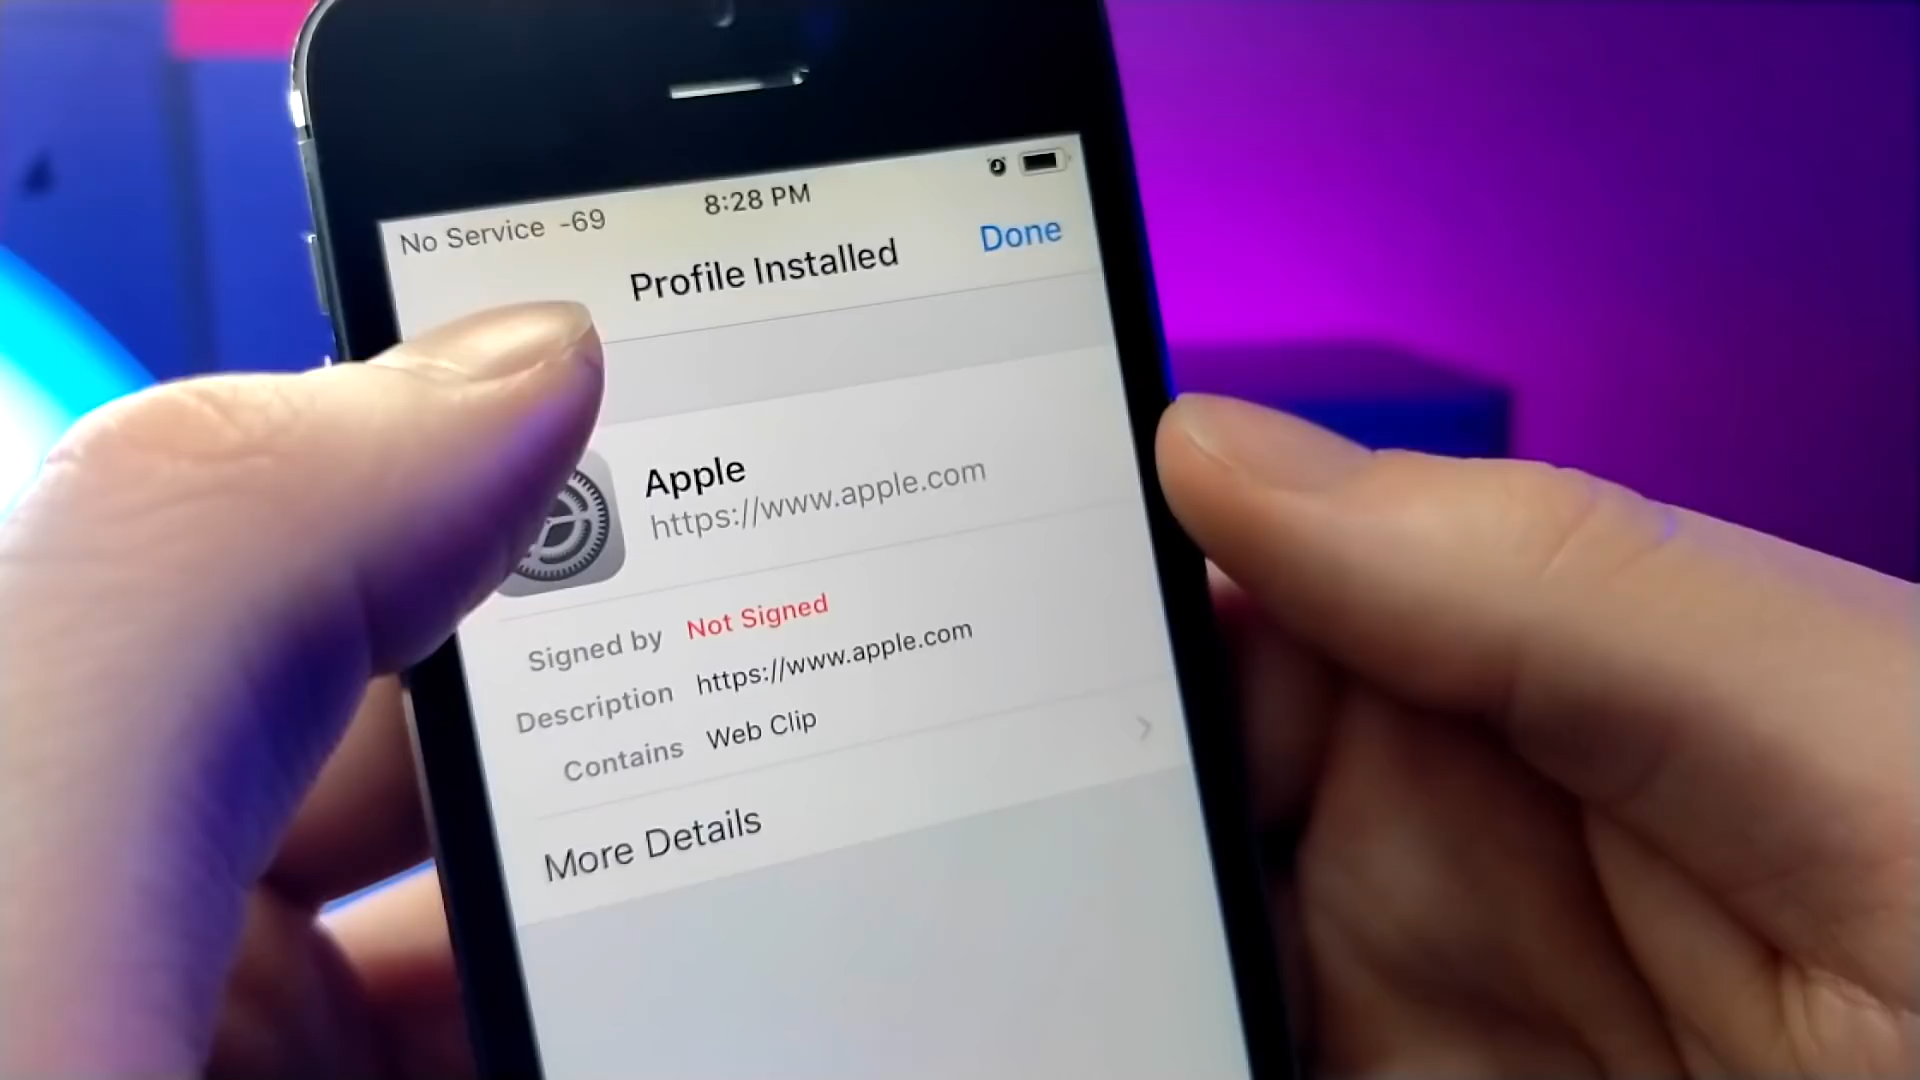 No Service -69 8:28 PM
Profile Installed Done
Apple
https://www.apple.com
Signed by Not Signed
Description https://www.apple.com
Contains Web Clip
More Details